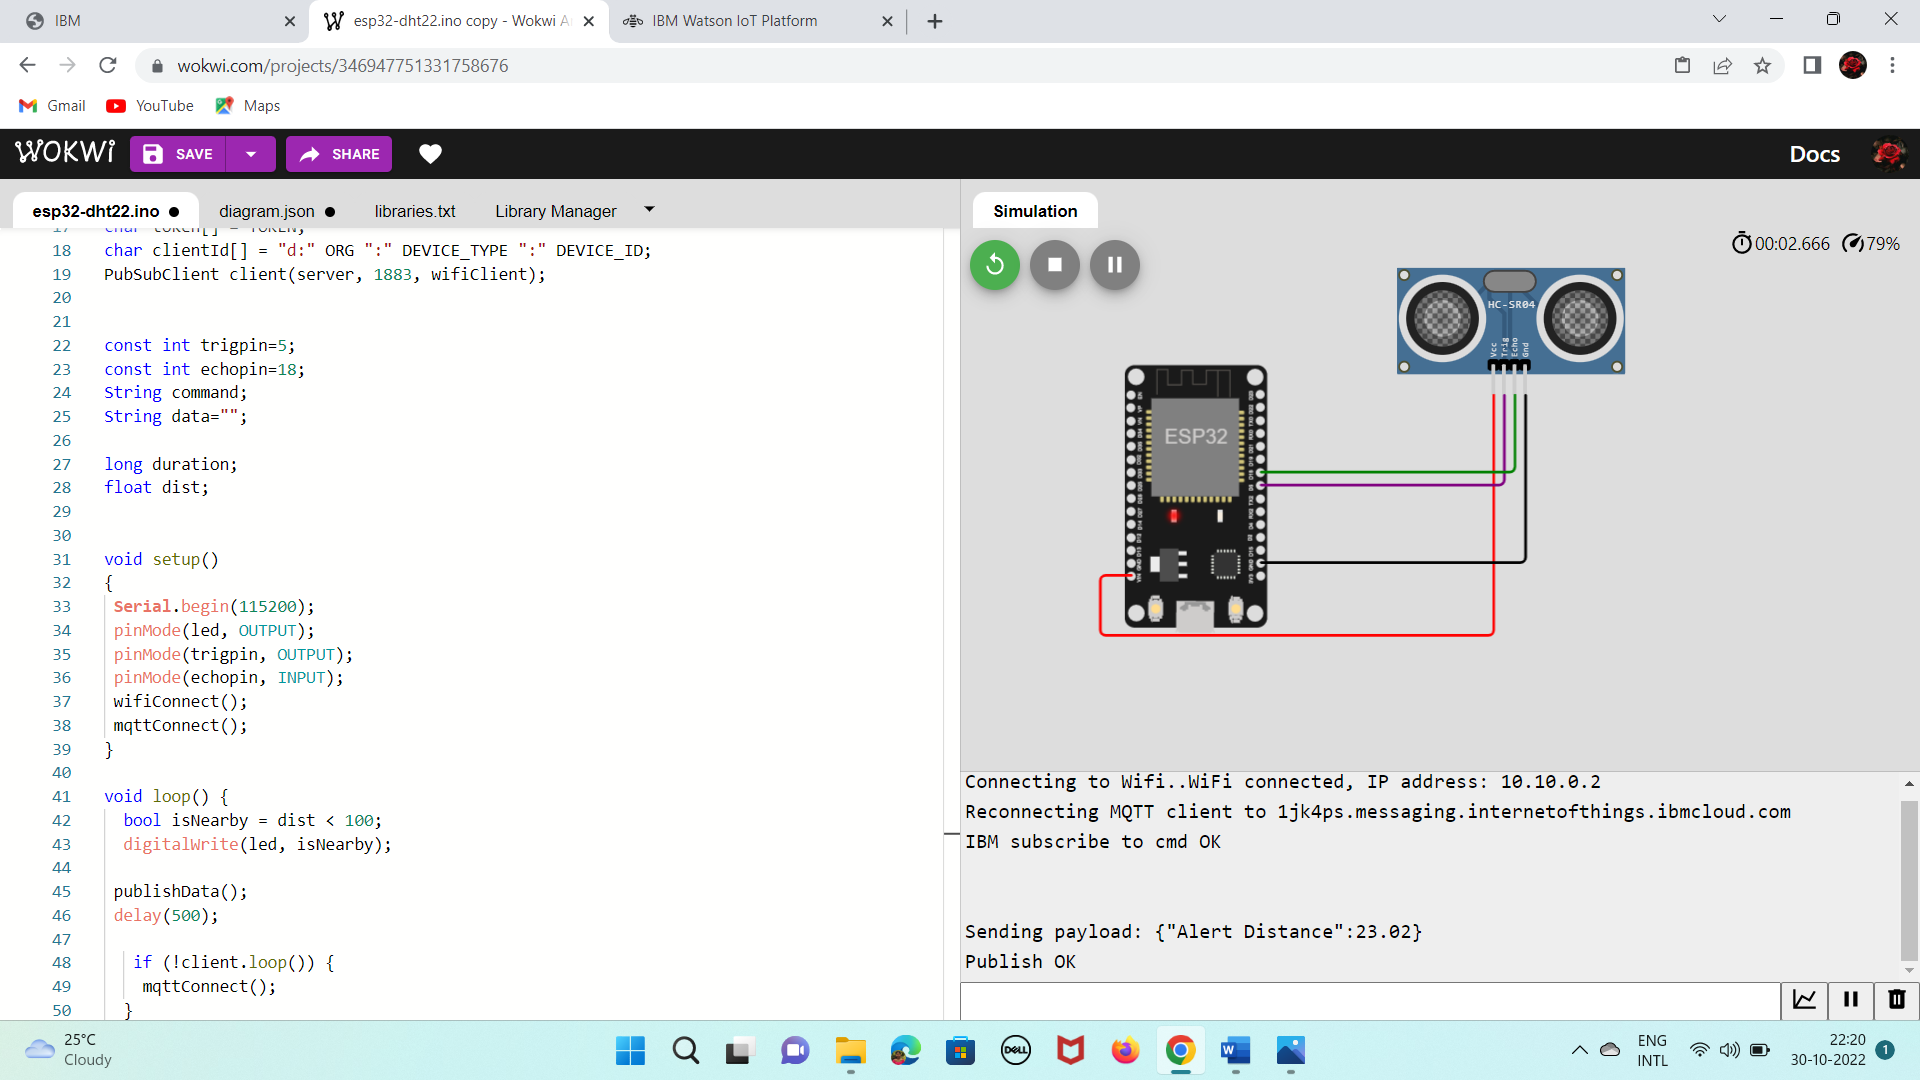 IBM
esp32-dht22.ino copy - Wokwi A
IBM Watson IoT Platform
wokwi.com/projects/346947751331758676
Gmail
YouTube
Maps
WOKWi
SAVE
SHARE
Docs
esp32-dht22.ino
diagram.json
libraries.txt
Library Manager
17 char token[] = TOKEN;
18 char clientId[] = "d:" ORG ":" DEVICE_TYPE ":" DEVICE_ID;
19 PubSubClient client(server, 1883, wifiClient);
20
21
22 const int trigpin=5;
23 const int echopin=18;
24 String command;
25 String data="";
26
27 long duration;
28 float dist;
29
30
31 void setup()
32 {
33 Serial.begin(115200);
34 pinMode(led, OUTPUT);
35 pinMode(trigpin, OUTPUT);
36 pinMode(echopin, INPUT);
37 wifiConnect();
38 mqttConnect();
39 }
40
41 void loop() {
42 bool isNearby = dist < 100;
43 digitalWrite(led, isNearby);
44
45 publishData();
46 delay(500);
47
48 if (!client.loop()) {
49 mqttConnect();
50 }
Simulation
00:02.666
79%
HC-SR04
Vcc
Trig
Echo
Gnd
ESP32
Connecting to Wifi..WiFi connected, IP address: 10.10.0.2
Reconnecting MQTT client to 1jk4ps.messaging.internetofthings.ibmcloud.com
IBM subscribe to cmd OK
Sending payload: {"Alert Distance":23.02}
Publish OK
25°C
Cloudy
DELL
W
ENG
INTL
22:20
30-10-2022
1